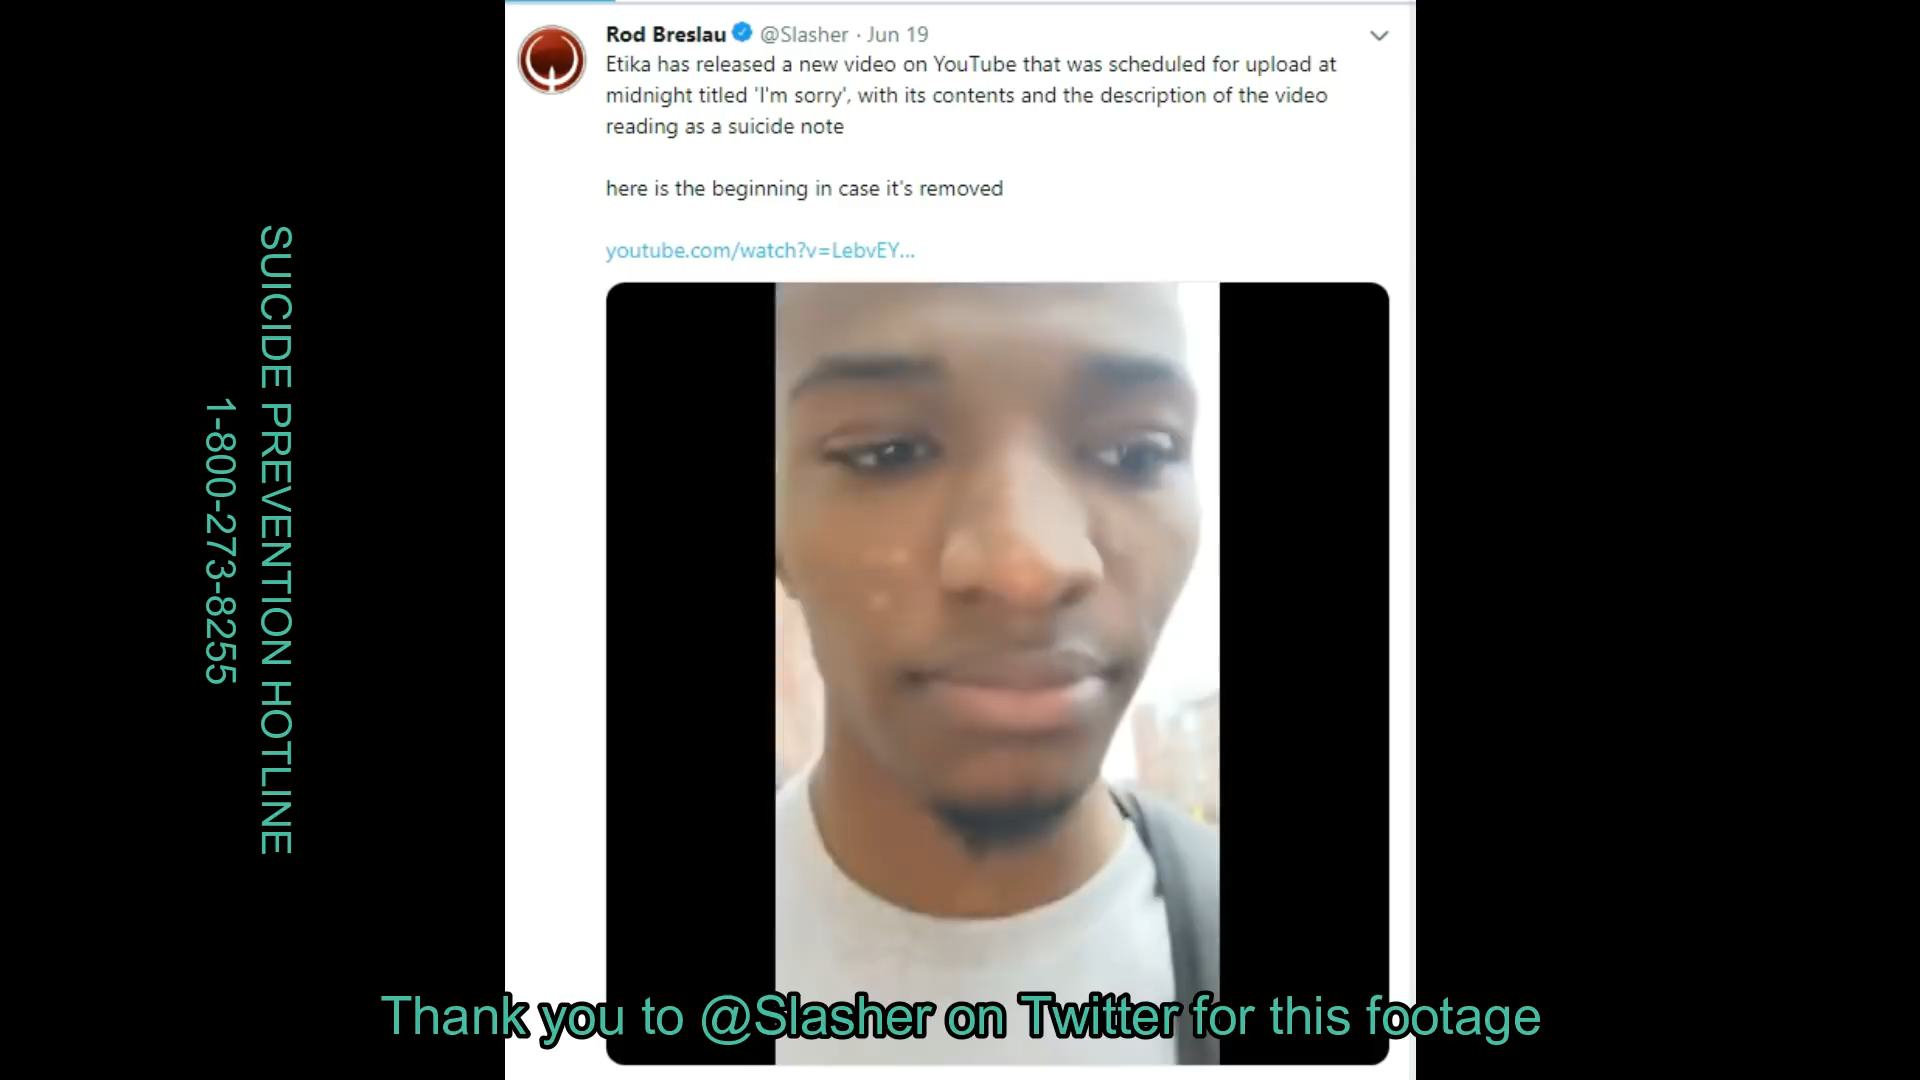 Rod Breslau @Slasher · Jun 19
Etika has released a new video on YouTube that was scheduled for upload at
midnight titled 'I'm sorry', with its contents and the description of the video
reading as a suicide note
here is the beginning in case it's removed
youtube.com/watch?v=LebvEY...
SUICIDE PREVENTION HOTLINE
1-800-273-8255
Thank you to @Slasher on Twitter for this footage